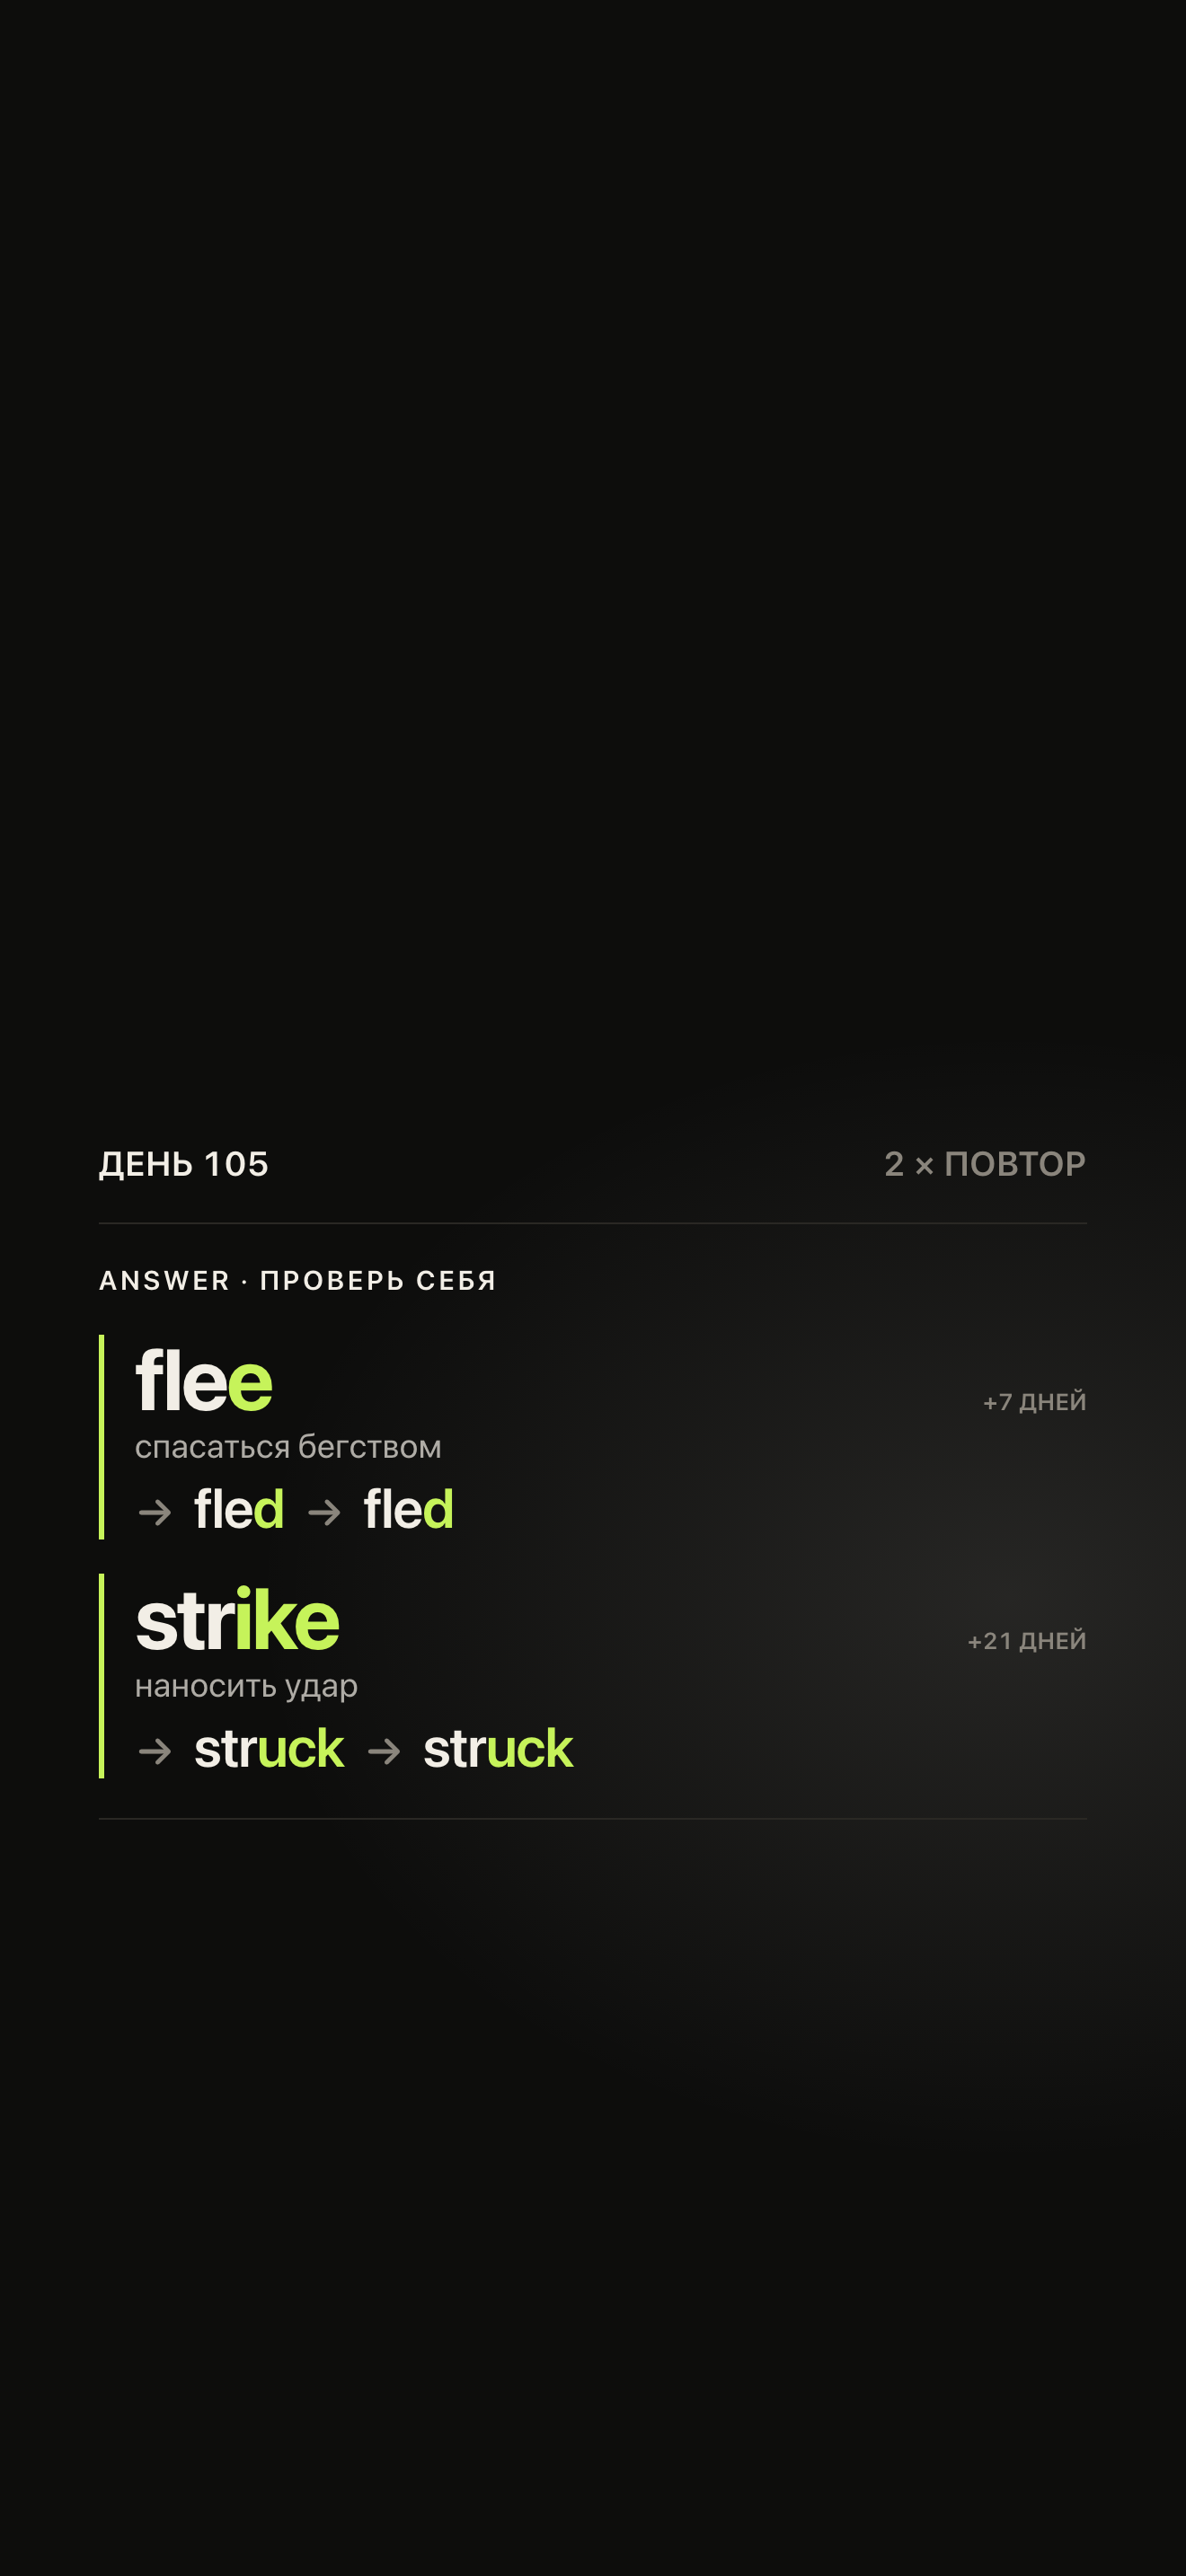 ДЕНЬ 105
2 × ПОВТОР
ANSWER · ПРОВЕРЬ СЕБЯ
flee
+7 ДНЕЙ
спасаться бегством
→ fled → fled
strike
+21 ДНЕЙ
наносить удар
→ struck → struck